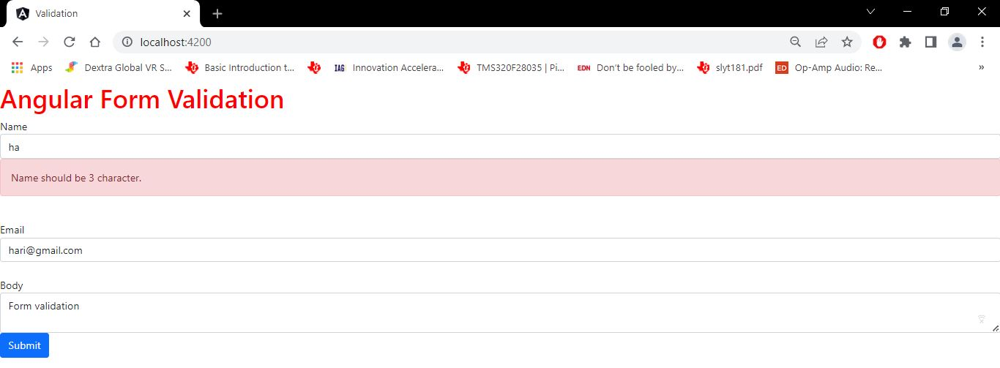 Validation
localhost:4200
Apps Dextra Global VR S... Basic Introduction t... IAG Innovation Accelera... TMS320F28035 | Pi... EDN Don't be fooled by... slyt181.pdf ED Op-Amp Audio: Re... »
Angular Form Validation
Name
ha
Name should be 3 character.
Email
hari@gmail.com
Body
Form validation
Submit